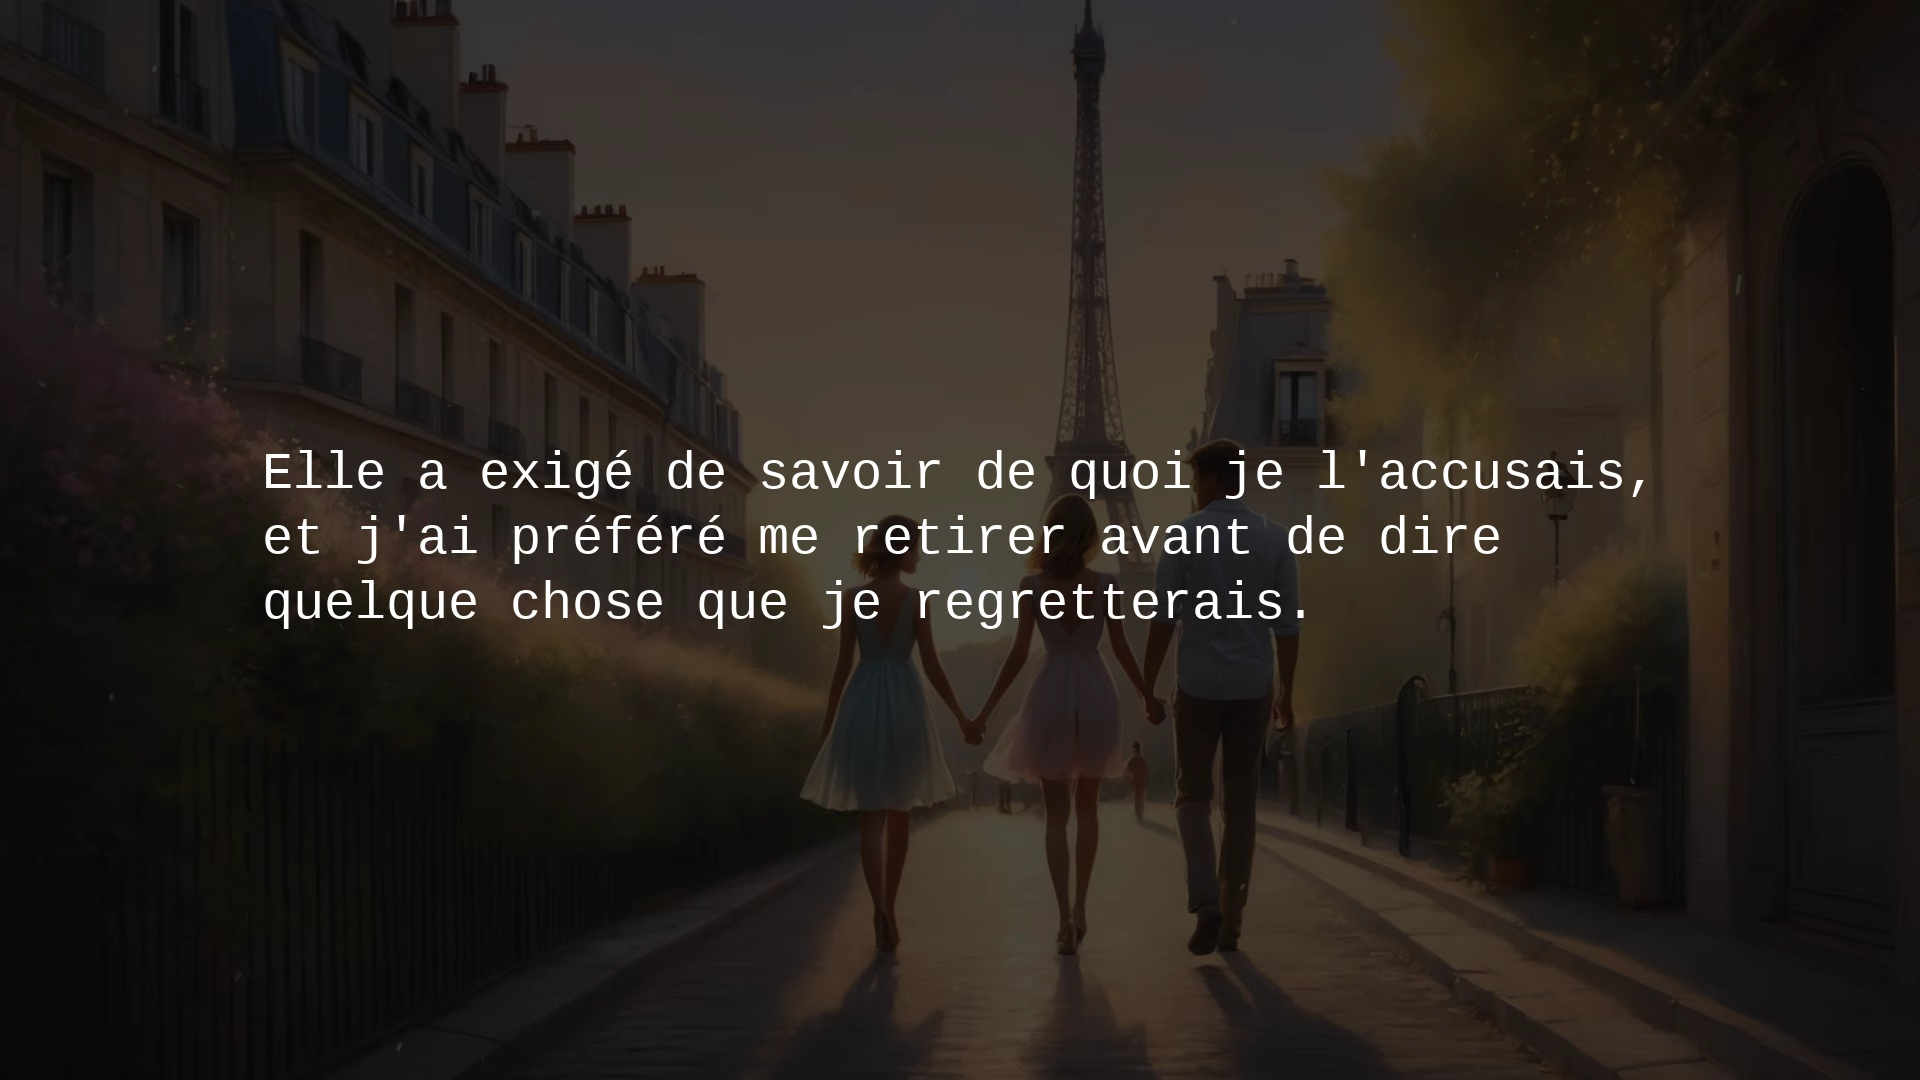 Elle a exigé de savoir de quoi je l'accusais,
et j'ai préféré me retirer avant de dire
quelque chose que je regretterais.